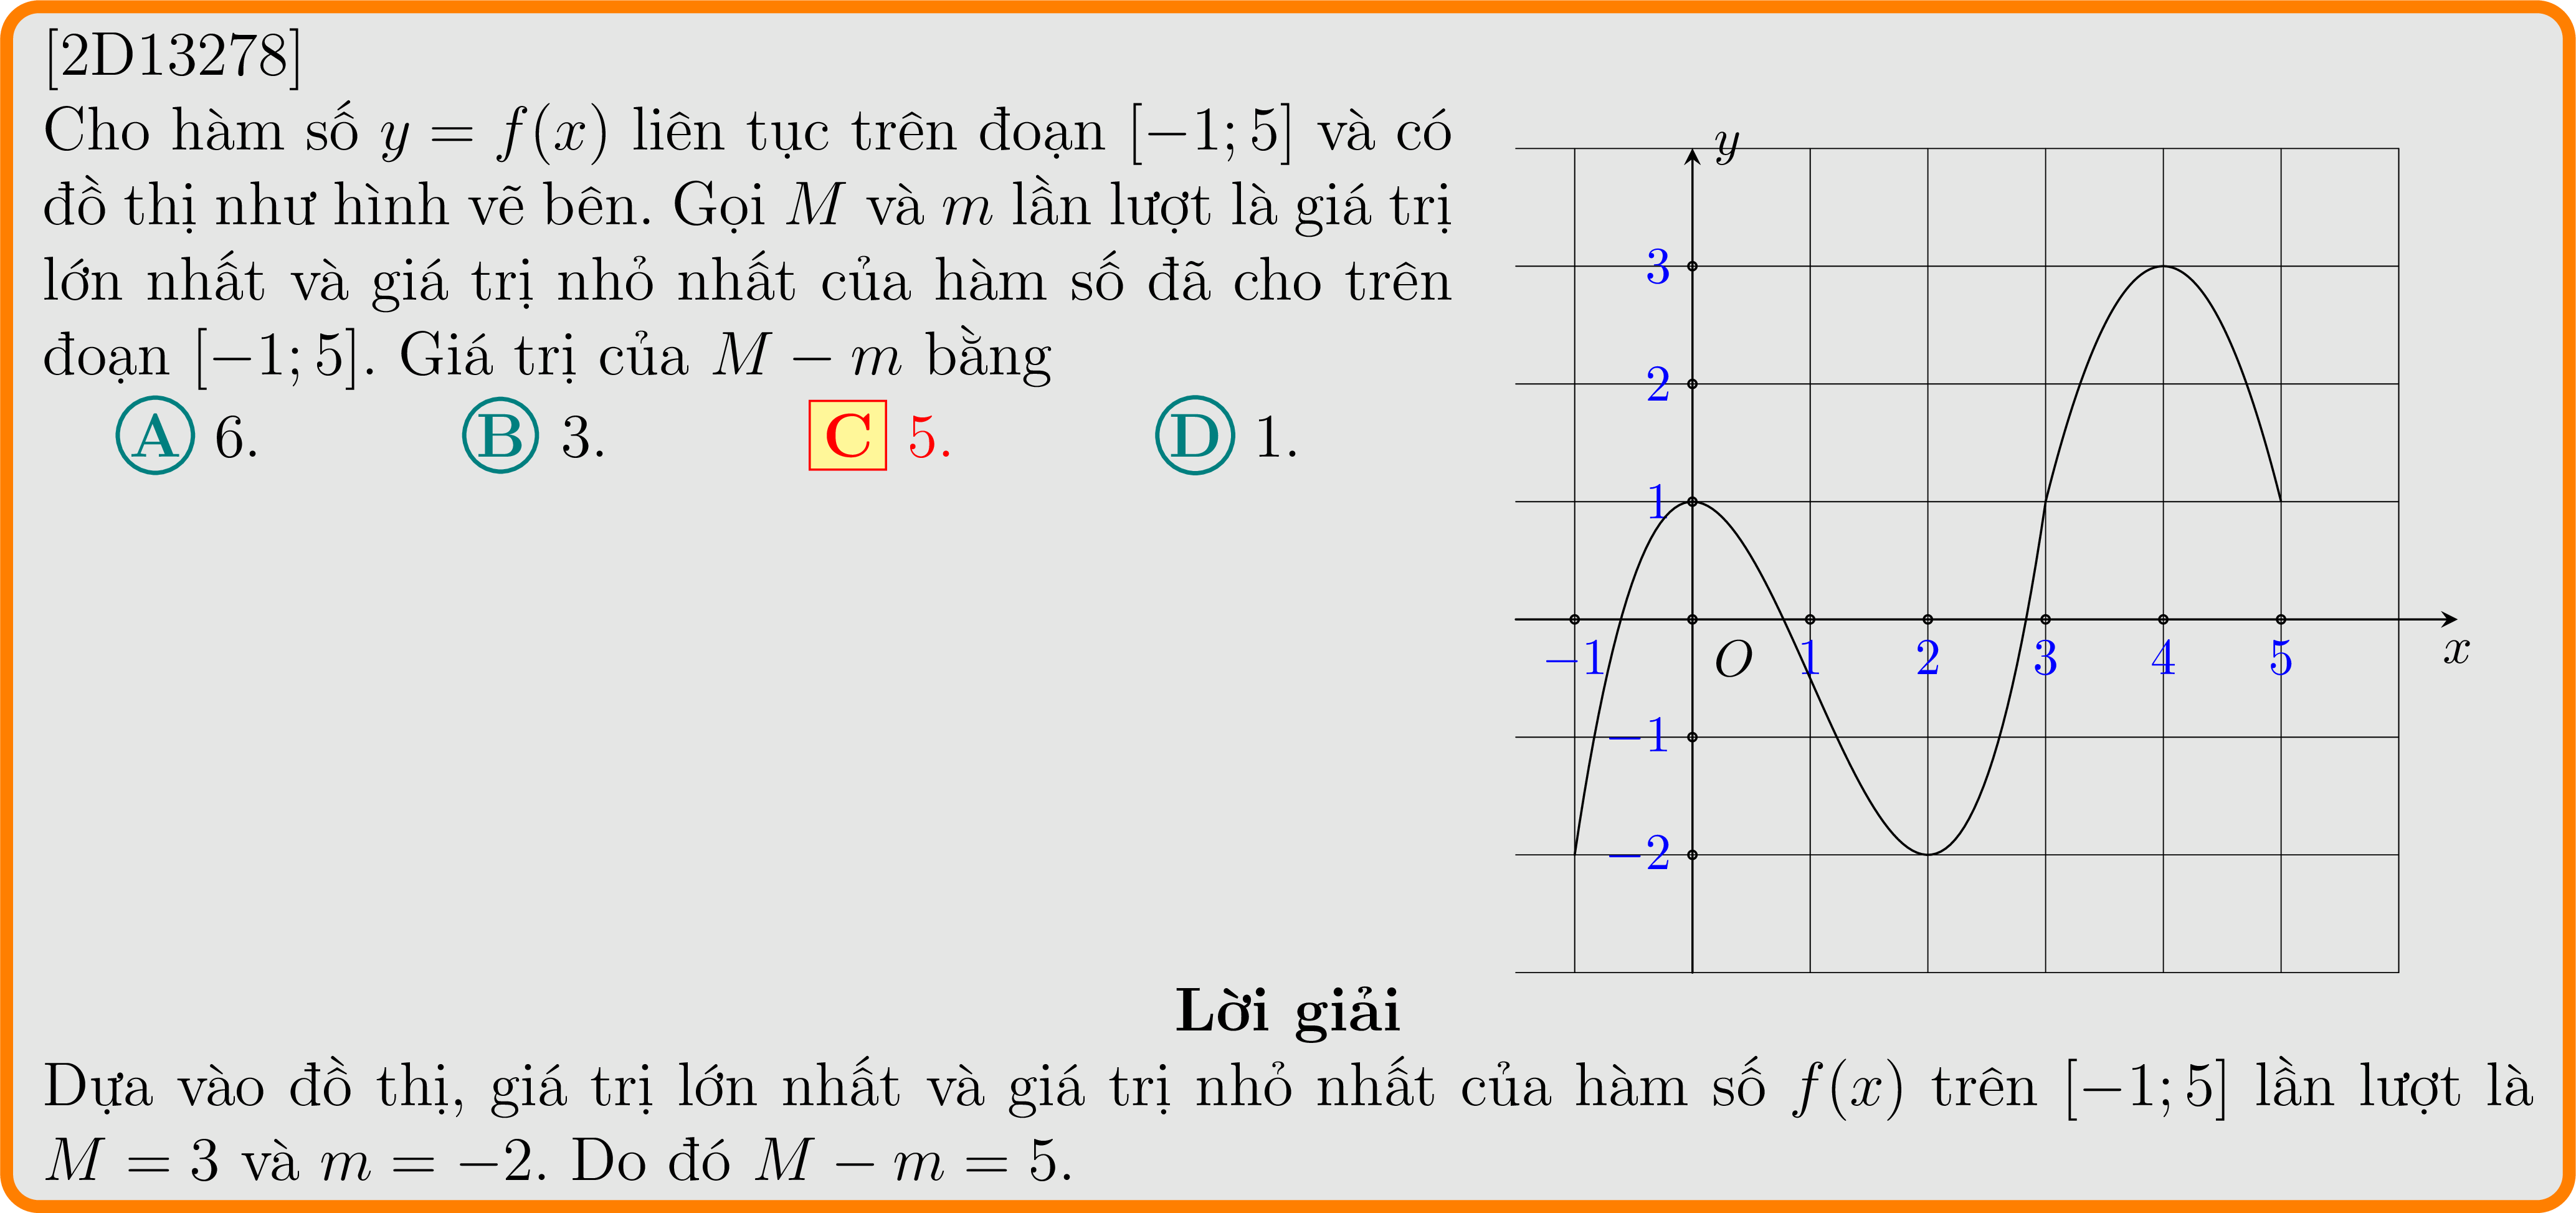 [2D13278]
Cho hàm số y = f(x) liên tục trên đoạn [−1; 5] và có
đồ thị như hình vẽ bên. Gọi M và m lần lượt là giá trị
lớn nhất và giá trị nhỏ nhất của hàm số đã cho trên
đoạn [−1; 5]. Giá trị của M − m bằng
A 6. B 3. C 5. D 1.
y
3
2
1
−1 O 1 2 3 4 5 x
−1
−2
Lời giải
Dựa vào đồ thị, giá trị lớn nhất và giá trị nhỏ nhất của hàm số f(x) trên [−1; 5] lần lượt là
M = 3 và m = −2. Do đó M − m = 5.